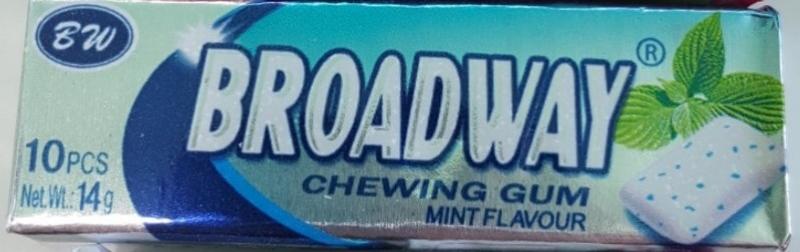 BW
BROADWAY®
10PCS
Net.Wt.: 14g
CHEWING GUM
MINT FLAVOUR